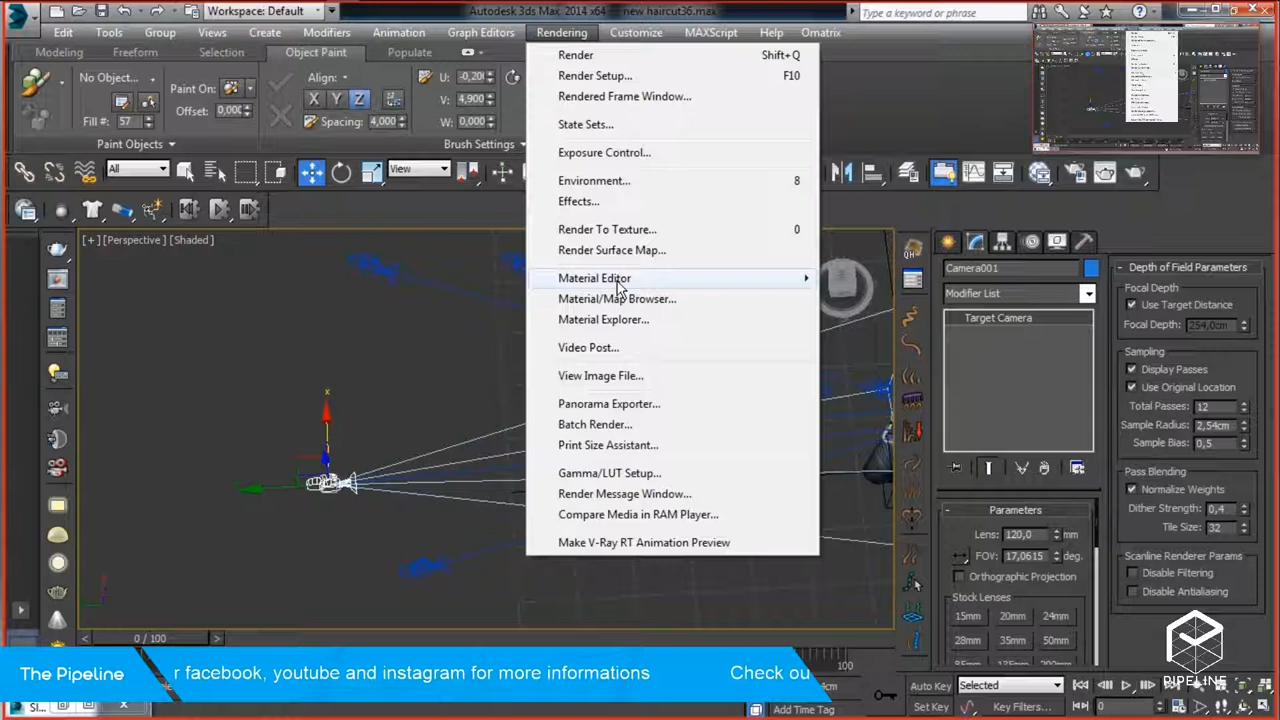 Workspace: Default
Autodesk 3ds Max 2014 x64
new haircut36.max
Type a keyword or phrase
Edit Tools Group Views Create Rendering Customize MAXScript Help Ornatrix
Graph Editors
Modeling Freeform Selection Object Paint Populate
No Object...
Fill #: 57
Paint On:
Offset: 0,000
Align:
X Y Z
Spacing: 4,000
U: -0,200
V: 4,900
W: 0,000
Paint Objects
Brush Settings
All
View
Render Shift+Q
Render Setup... F10
Rendered Frame Window...
State Sets...
Exposure Control...
Environment... 8
Effects...
Render To Texture... 0
Render Surface Map...
Material Editor
Material/Map Browser...
Material Explorer...
Video Post...
View Image File...
Panorama Exporter...
Batch Render...
Print Size Assistant...
Gamma/LUT Setup...
Render Message Window...
Compare Media in RAM Player...
Make V-Ray RT Animation Preview
[+] [Perspective] [Shaded]
x
QH
Camera001
Modifier List
Target Camera
Parameters
Lens: 120,0 mm
FOV: 17,0615 deg.
Orthographic Projection
Stock Lenses
15mm 20mm 24mm
28mm 35mm 50mm
Depth of Field Parameters
Focal Depth
Use Target Distance
Focal Depth: 254,0cm
Sampling
Display Passes
Use Original Location
Total Passes: 12
Sample Radius: 2,54cm
Sample Bias: 0,5
Pass Blending
Normalize Weights
Dither Strength: 0,4
Tile Size: 32
Scanline Renderer Params
Disable Filtering
Disable Antialiasing
0 / 100
100
The Pipeline
r facebook, youtube and instagram for more informations
Check ou
Add Time Tag
Auto Key Selected
Set Key Key Filters...
0
PIPELINE